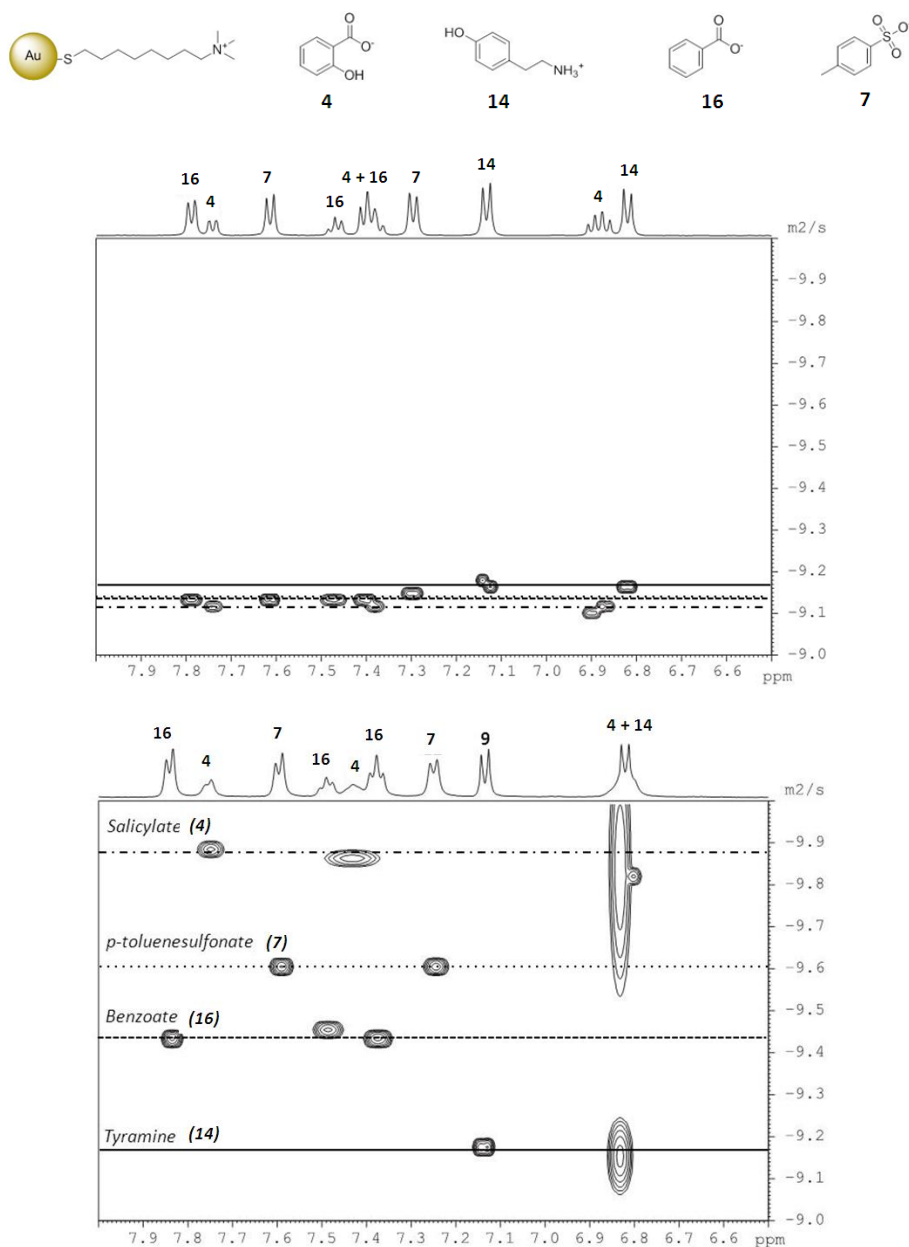 Au S N⁺ O O⁻ OH HO NH₃⁺ O O⁻ O O S O⁻
4 14 16 7
16 4 7 16 4 + 16 7 14 4 14
m2/s
-9.9
-9.8
-9.7
-9.6
-9.5
-9.4
-9.3
-9.2
-9.1
-9.0
7.9 7.8 7.7 7.6 7.5 7.4 7.3 7.2 7.1 7.0 6.9 6.8 6.7 6.6 ppm
16 4 7 16 4 16 7 9 4 + 14
m2/s
Salicylate (4) -9.9
-9.8
-9.7
p-toluenesulfonate (7) -9.6
-9.5
Benzoate (16) -9.4
-9.3
Tyramine (14) -9.2
-9.1
-9.0
7.9 7.8 7.7 7.6 7.5 7.4 7.3 7.2 7.1 7.0 6.9 6.8 6.7 6.6 ppm